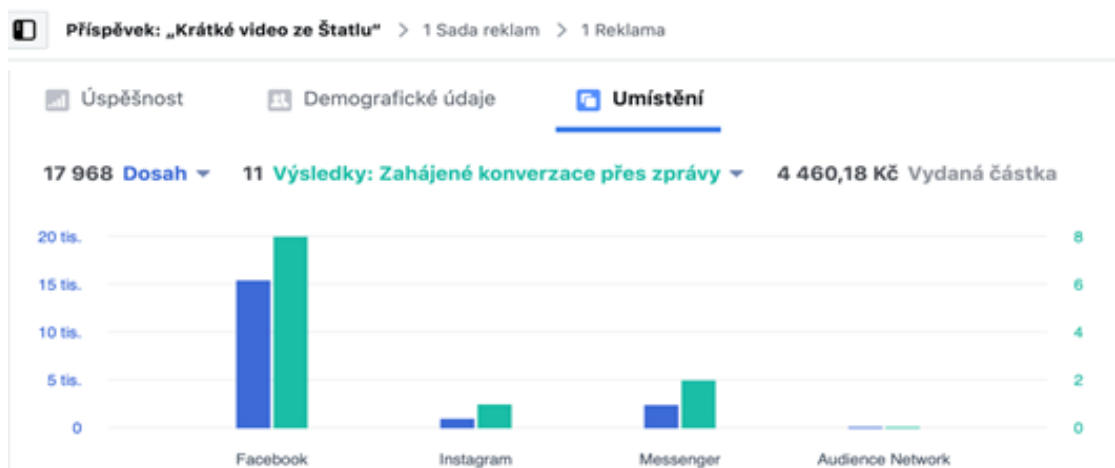 Příspěvek: „Krátké video ze Štatlu“ > 1 Sada reklam > 1 Reklama
Úspěšnost Demografické údaje Umístění
17 968 Dosah 11 Výsledky: Zahájené konverzace přes zprávy 4 460,18 Kč Vydaná částka
20 tis. 8
15 tis. 6
10 tis. 4
5 tis. 2
0 0
Facebook Instagram Messenger Audience Network